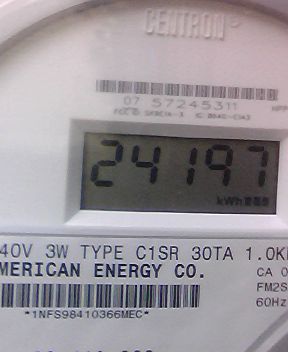 CENTRON
07 57245311
24197
kWh
40V 3W TYPE C1SR 30TA 1.0K
MERICAN ENERGY CO.
CA 0
FM2S
60Hz
*1NFS98410366MEC*